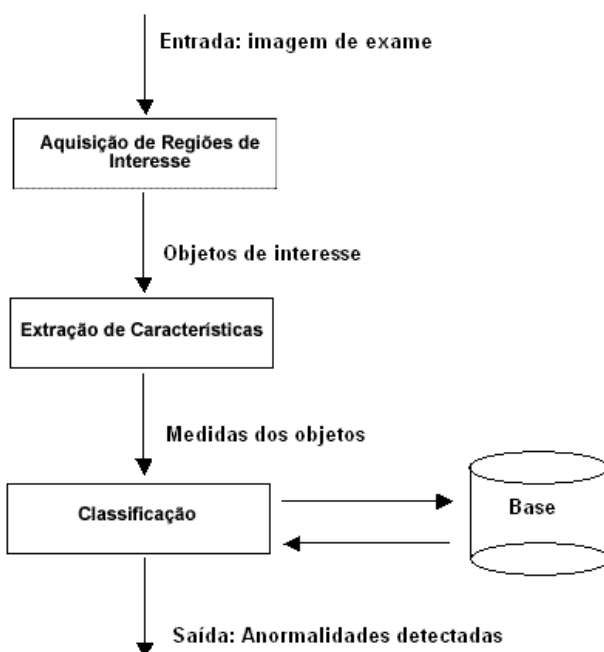 Entrada: imagem de exame
Aquisição de Regiões de
Interesse
Objetos de interesse
Extração de Características
Medidas dos objetos
Classificação
Base
Saída: Anormalidades detectadas